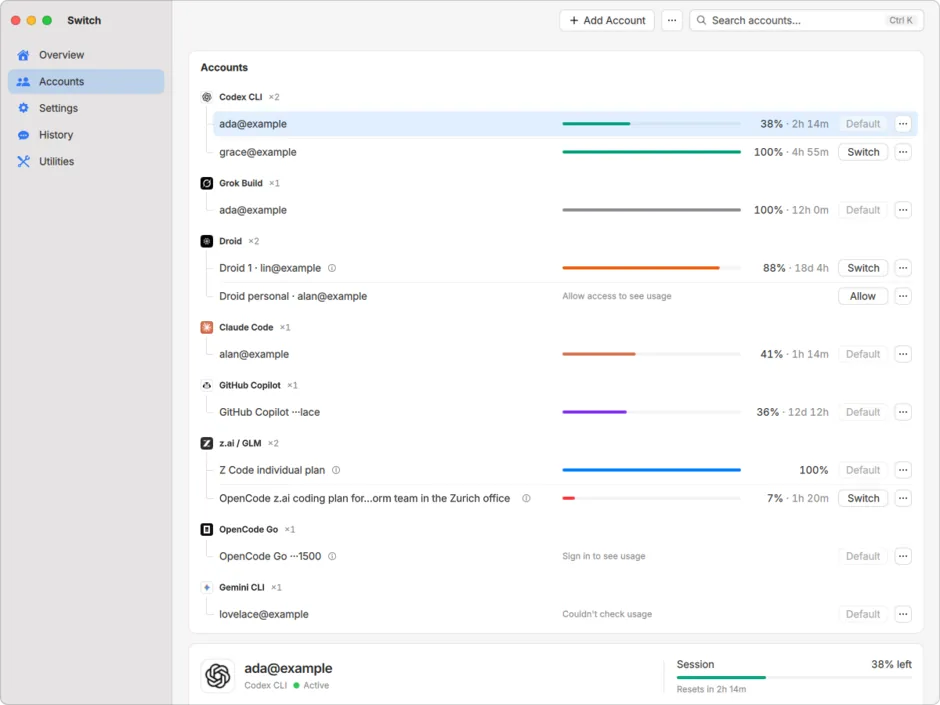 Switch
Add Account
Search accounts...
Ctrl K
Overview
Accounts
Settings
History
Utilities
Accounts
Codex CLI ×2
ada@example 38% · 2h 14m Default
grace@example 100% · 4h 55m Switch
Grok Build ×1
ada@example 100% · 12h 0m Default
Droid ×2
Droid 1 · lin@example 88% · 18d 4h Switch
Droid personal · alan@example Allow access to see usage Allow
Claude Code ×1
alan@example 41% · 1h 14m Default
GitHub Copilot ×1
GitHub Copilot ···lace 36% · 12d 12h Default
z.ai / GLM ×2
Z Code individual plan 100% Default
OpenCode z.ai coding plan for...orm team in the Zurich office 7% · 1h 20m Switch
OpenCode Go ×1
OpenCode Go ···1500 Sign in to see usage Default
Gemini CLI ×1
lovelace@example Couldn't check usage Default
ada@example
Codex CLI Active
Session 38% left
Resets in 2h 14m